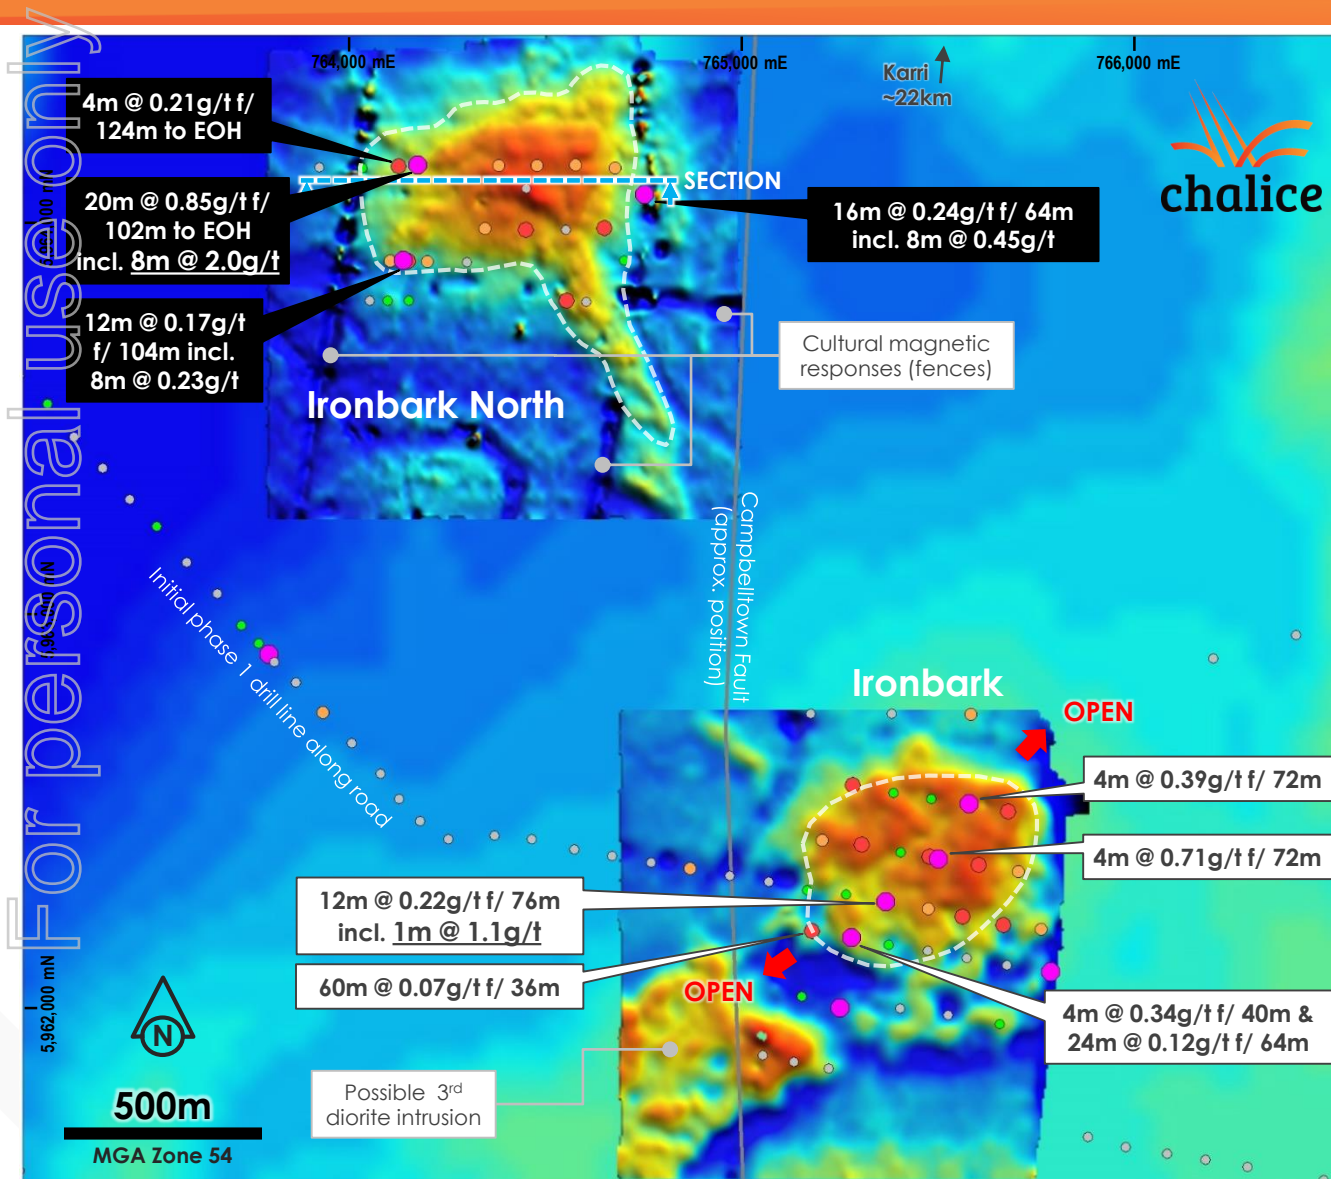 For personal use only
764,000 mE
765,000 mE
766,000 mE
Karri
~22km
chalice
4m @ 0.21g/t f/
124m to EOH
20m @ 0.85g/t f/
102m to EOH
incl. 8m @ 2.0g/t
12m @ 0.17g/t
f/ 104m incl.
8m @ 0.23g/t
SECTION
16m @ 0.24g/t f/ 64m
incl. 8m @ 0.45g/t
Cultural magnetic
responses (fences)
Ironbark North
Campbelltown Fault
(approx. position)
Initial phase 1 drill line along road
Ironbark
OPEN
4m @ 0.39g/t f/ 72m
4m @ 0.71g/t f/ 72m
12m @ 0.22g/t f/ 76m
incl. 1m @ 1.1g/t
60m @ 0.07g/t f/ 36m
OPEN
4m @ 0.34g/t f/ 40m &
24m @ 0.12g/t f/ 64m
Possible 3rd
diorite intrusion
5,962,000 mN
N
500m
MGA Zone 54